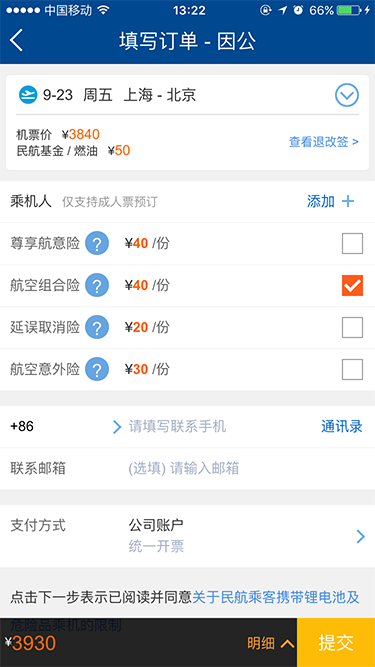 中国移动 13:22 66%
填写订单 - 因公
9-23 周五 上海 - 北京
机票价 ¥3840
民航基金 / 燃油 ¥50 查看退改签 >
乘机人 仅支持成人票预订 添加 +
尊享航意险 ? ¥40 /份
航空组合险 ? ¥40 /份
延误取消险 ? ¥20 /份
航空意外险 ? ¥30 /份
+86 请填写联系手机 通讯录
联系邮箱 (选填) 请输入邮箱
支付方式 公司账户
统一开票
点击下一步表示已阅读并同意关于民航乘客携带锂电池及
危险品乘机的限制
¥3930 明细 提交